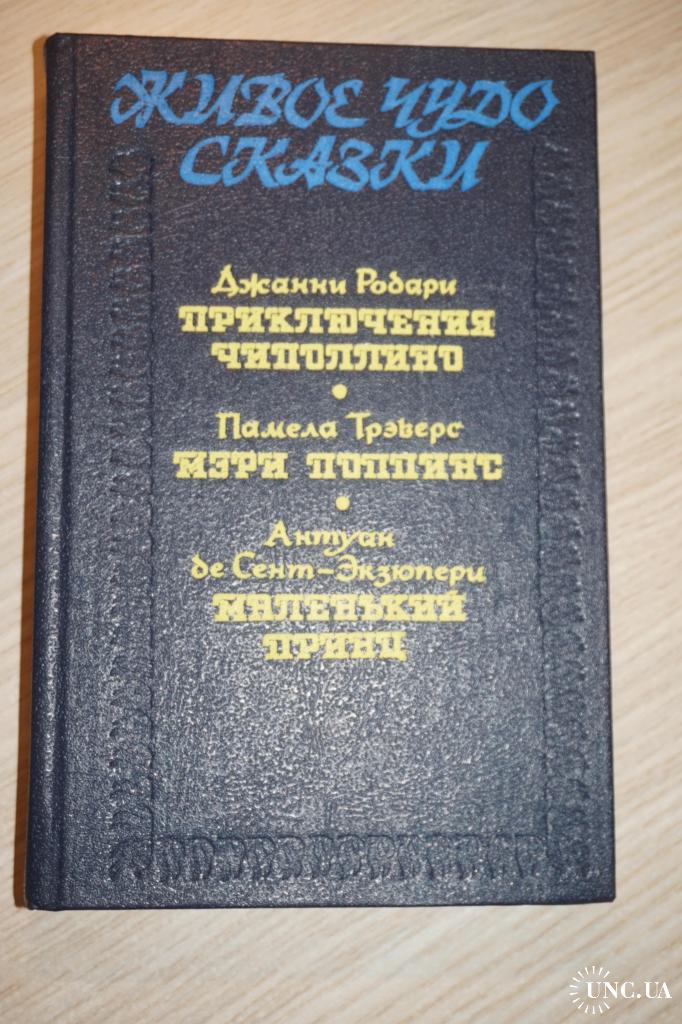 ЖИВОЕ ЧУДО
СКАЗКИ
Джанни Родари
ПРИКЛЮЧЕНИЯ
ЧИПОЛЛИНО
•
Памела Трэверс
МЭРИ ПОППИНС
•
Антуан
де Сент-Экзюпери
МАЛЕНЬКИЙ
ПРИНЦ
UNC.UA